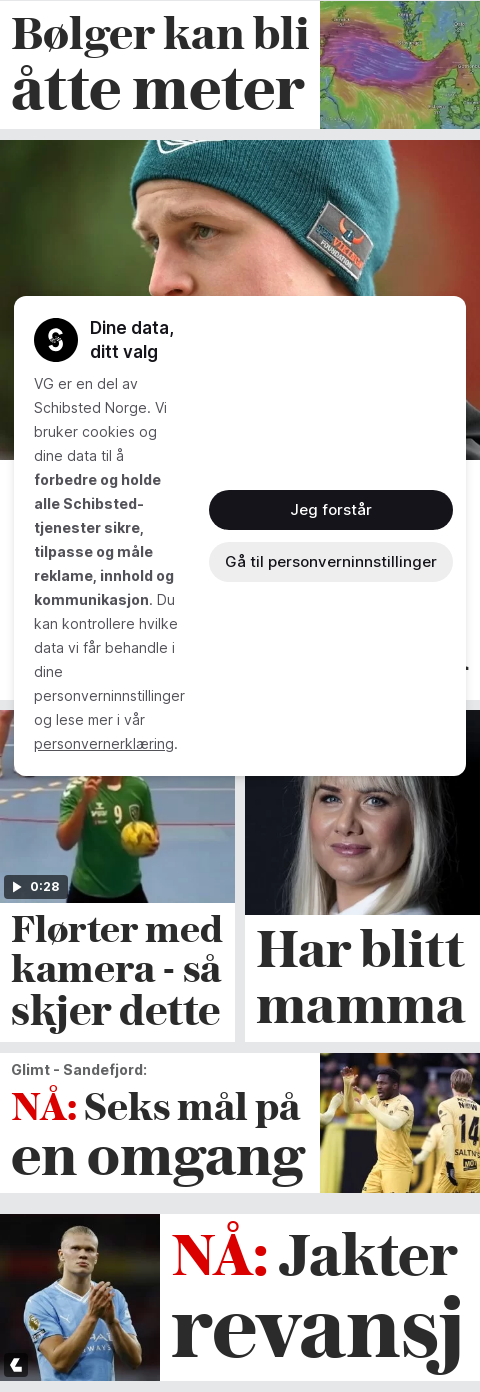 Bølger kan bli
åtte meter
VIKING
FOUNDATION
Dine data,
ditt valg
VG er en del av
Schibsted Norge. Vi
bruker cookies og
dine data til å
forbedre og holde
alle Schibsted-
tjenester sikre,
tilpasse og måle
reklame, innhold og
kommunikasjon. Du
kan kontrollere hvilke
data vi får behandle i
dine
personverninnstillinger
og lese mer i vår
personvernerklæring.
Jeg forstår
Gå til personverninnstillinger
9
0:28
Flørter med
kamera - så
skjer dette
Har blitt
mamma
Glimt - Sandefjord:
NÅ: Seks mål på
en omgang
14
NÅ: Jakter
revansj